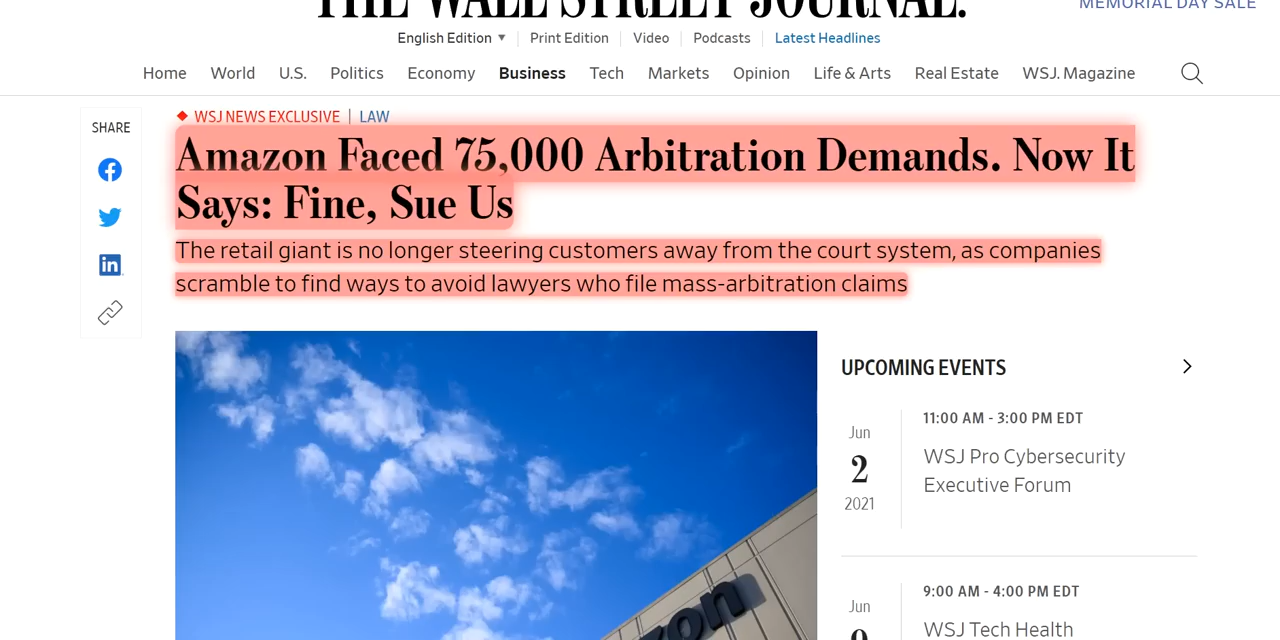 THE WALL STREET JOURNAL.
MEMORIAL DAY SALE
English Edition
Print Edition
Video
Podcasts
Latest Headlines
Home
World
U.S.
Politics
Economy
Business
Tech
Markets
Opinion
Life & Arts
Real Estate
WSJ. Magazine
SHARE
WSJ NEWS EXCLUSIVE | LAW
Amazon Faced 75,000 Arbitration Demands. Now It
Says: Fine, Sue Us
The retail giant is no longer steering customers away from the court system, as companies
scramble to find ways to avoid lawyers who file mass-arbitration claims
zon
UPCOMING EVENTS
Jun
2
2021
11:00 AM - 3:00 PM EDT
WSJ Pro Cybersecurity
Executive Forum
Jun
9:00 AM - 4:00 PM EDT
WSJ Tech Health